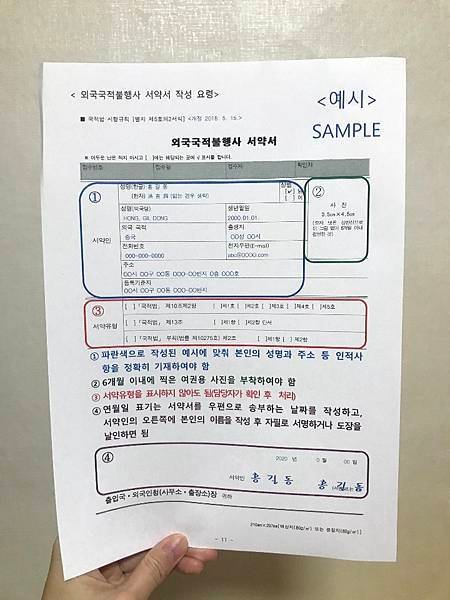 < 외국국적불행사 서약서 작성 요령>
<예시>
SAMPLE
■ 국적법 시행규칙 [별지 제5호의2서식] <개정 2018. 5. 15.>
외국국적불행사 서약서
※ 어두운 난은 적지 마시고 [ ]에는 해당되는 곳에 √ 표시를 합니다.
접수번호 접수일 접수자 확인자
①
성명(한글) 홍 길 동
성별
(한자) (있는 경우 생략)
[✓] 남
[ ] 여
②
사 진
3.5㎝×4.5㎝
성명(외국명) 생년월일
HONG, GIL DONG 2000.01.01.
외국 국적 출생지
중국 OO성 OO시
서약인
전화번호 전자우편(E-mail)
000-000-0000 abc@OOOO.com
주소
OO시 OO구 OO동 OOO-OO번지 O층 OOO호
등록기준지
OO시 OO구 OO동 OOO-OO번지
③
[ ] 「국적법」 제10조제2항 [ ]제1호 [ ]제2호 [ ]제3호 [ ]제4호 [ ]제5호
서약유형
[ ] 「국적법」 제13조 [ ]제1항 [ ]제2항 단서
[ ] 「국적법」 부칙(법률 제10275호) 제2조 [ ]제1항 [ ] 제2항
① 파란색으로 작성된 예시에 맞춰 본인의 성명과 주소 등 인적사
항을 정확히 기재하여야 함
② 6개월 이내에 찍은 여권용 사진을 부착하여야 함
③ 서약유형을 표시하지 않아도 됨(담당자가 확인 후 처리)
④ 연월일 표기는 서약서를 우편으로 송부하는 날짜를 작성하고,
서약인의 오른쪽에 본인의 이름을 작성 후 자필로 서명하거나 도장을
날인하면 됨
④
2020 년 0 월 00 일
서약인 홍 길 동 홍 길 동
출입국ㆍ외국인청(사무소ㆍ출장소)장 귀하
210㎜×297㎜[백상지(80g/㎡) 또는 중질지(80g/㎡)]
- 11 -